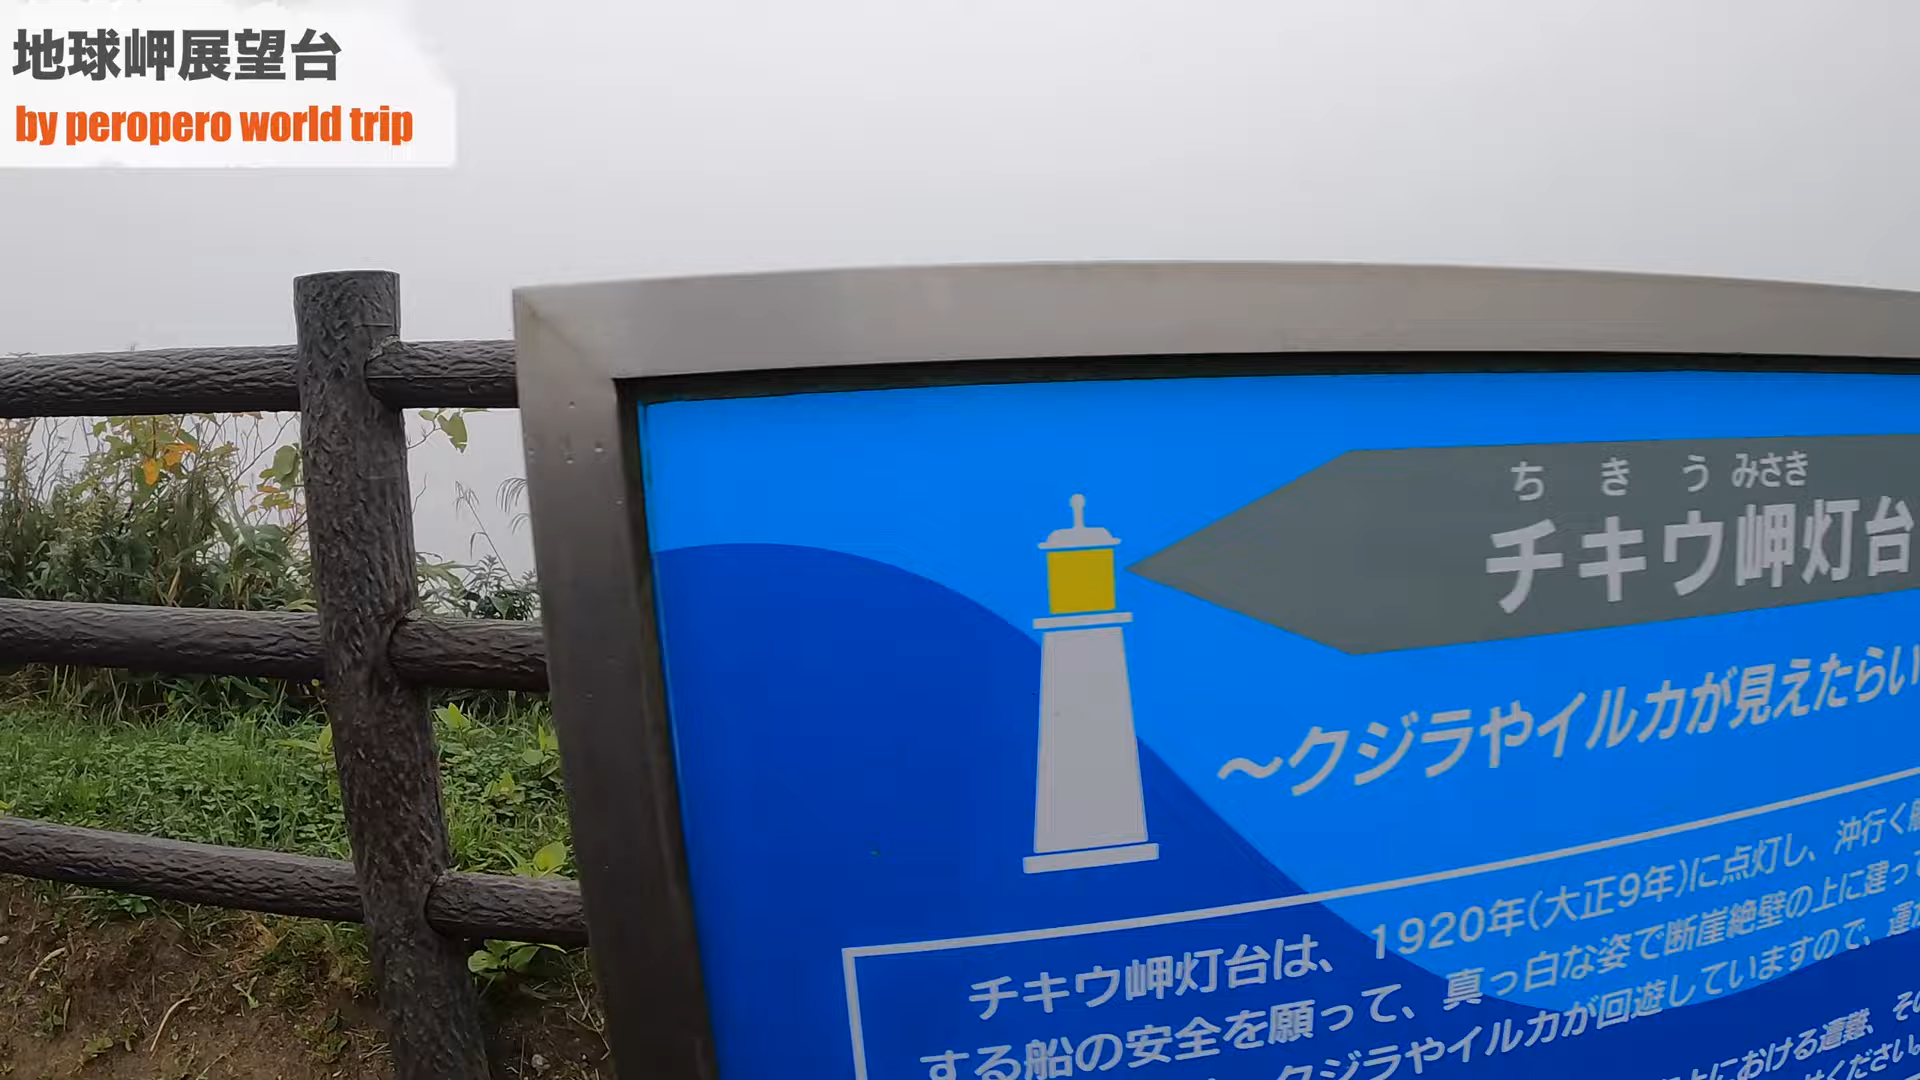 地球岬展望台
by peropero world trip
ち き う みさき
チキウ岬灯台
～クジラやイルカが見えたらい
チキウ岬灯台は、1920年(大正9年)に点灯し、沖行く
する船の安全を願って、真っ白な姿で断崖絶壁の上に建っ
クジラやイルカが回遊していますので、運
における遭難、その
ください。